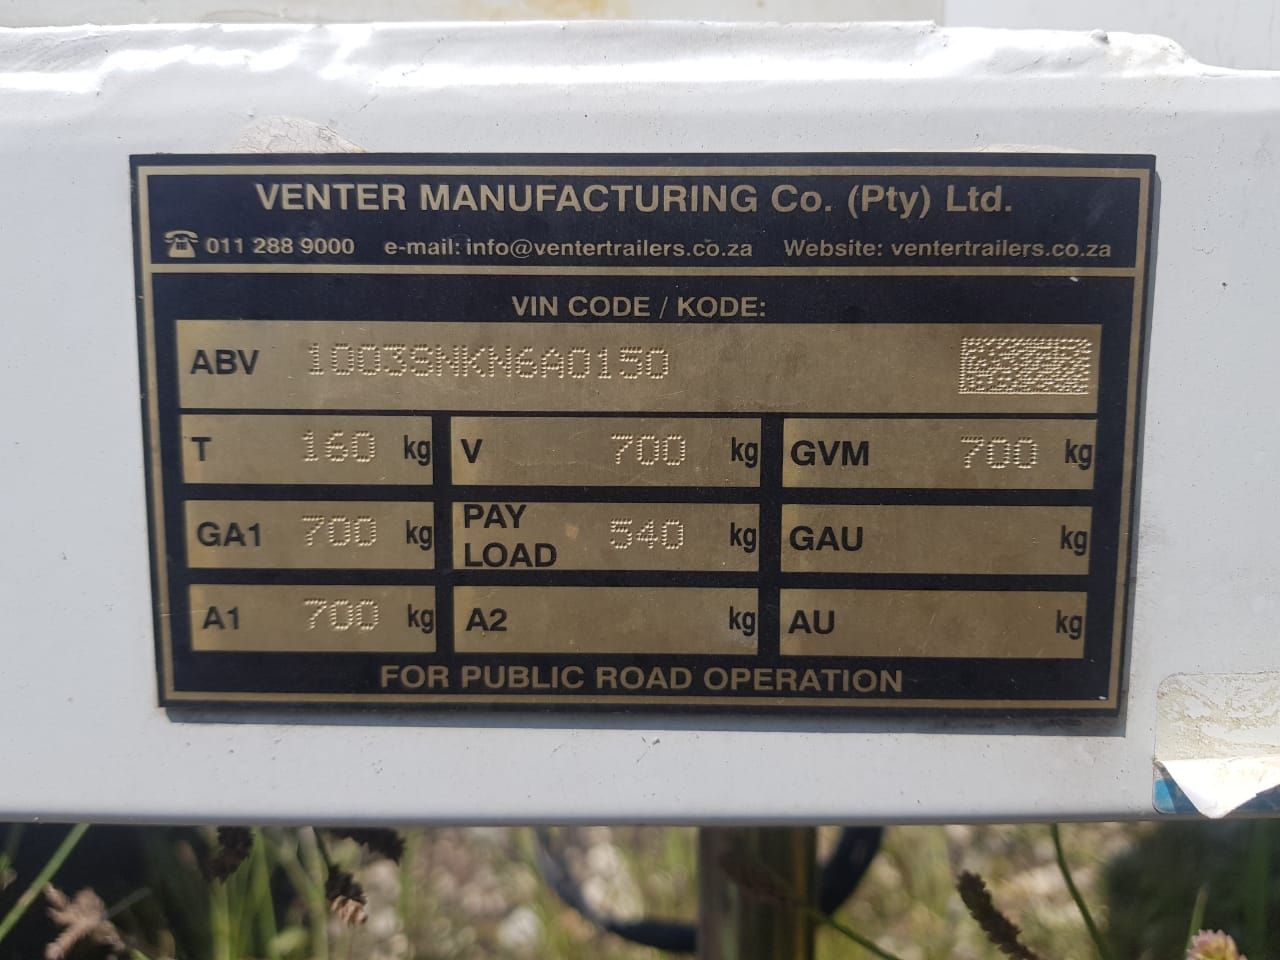 VENTER MANUFACTURING Co. (Pty) Ltd.
011 288 9000 e-mail: info@ventertrailers.co.za Website: ventertrailers.co.za
VIN CODE / KODE:
ABV 1003SNKN6A0150
T 160 kg V 700 kg GVM 700 kg
GA1 700 kg PAY LOAD 540 kg GAU kg
A1 700 kg A2 kg AU kg
FOR PUBLIC ROAD OPERATION